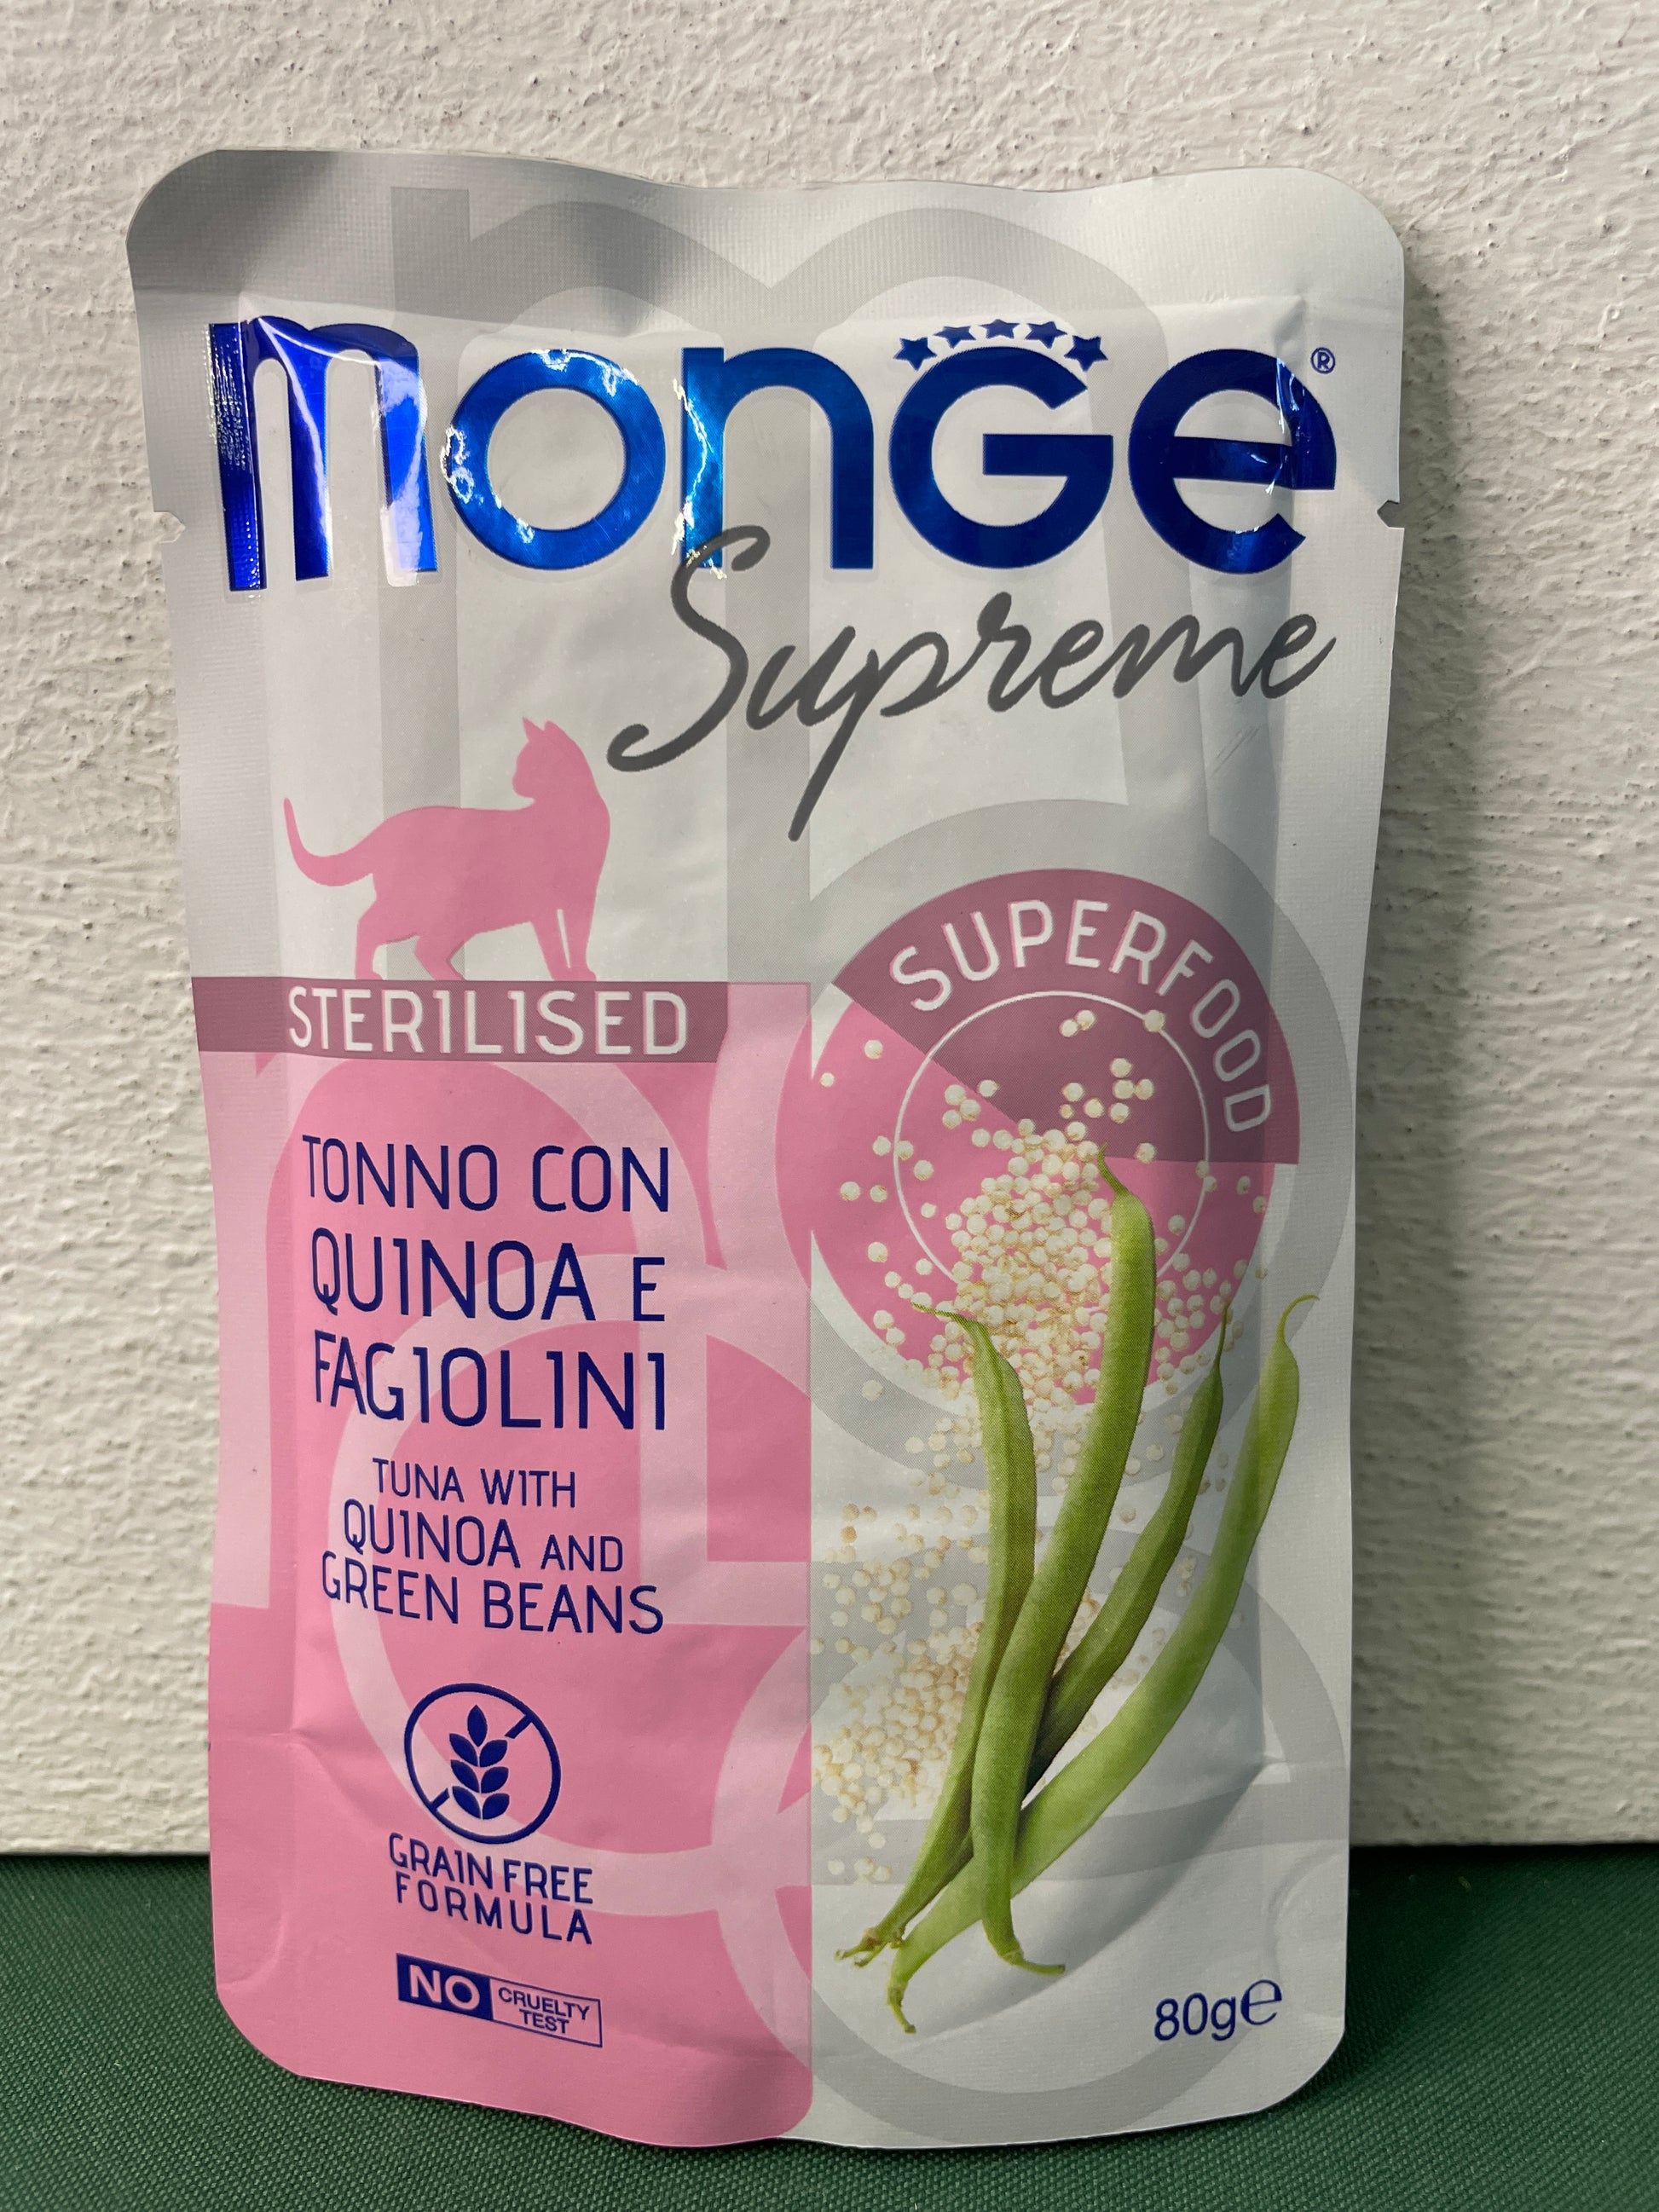 monge®
Supreme
STERILISED
SUPERFOOD
TONNO CON
QUINOA E
FAGIOLINI
TUNA WITH
QUINOA AND
GREEN BEANS
GRAIN FREE
FORMULA
NO CRUELTY
TEST
80g℮